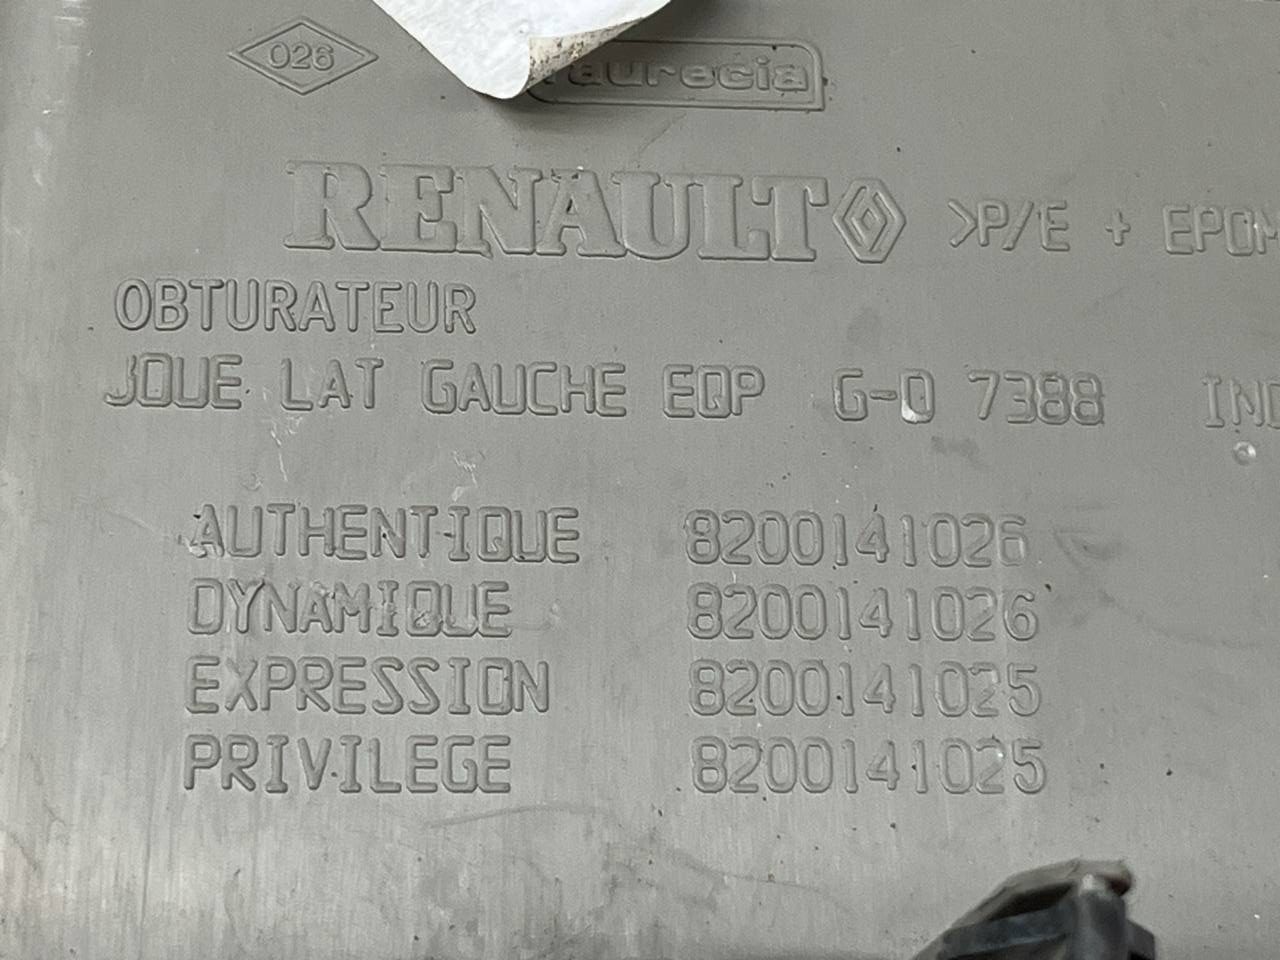 026
faurecia
RENAULT >P/E + EPDM
OBTURATEUR
JOUE LAT GAUCHE EQP G-0 7388 IND
AUTHENTIQUE 8200141026
DYNAMIQUE 8200141026
EXPRESSION 8200141025
PRIVILEGE 8200141025